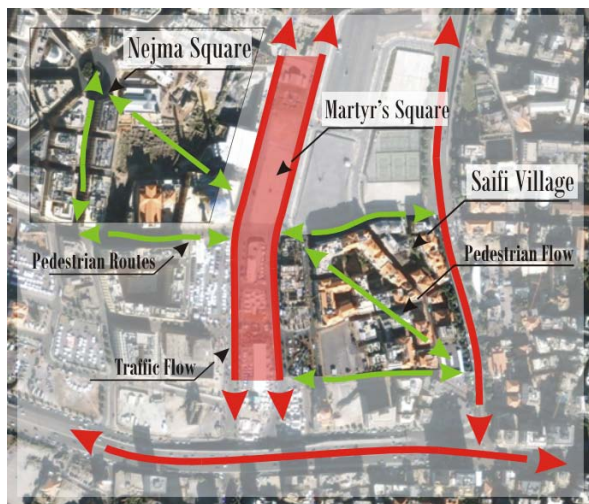 Nejma Square
Martyr's Square
Saifi Village
Pedestrian Routes
Pedestrian Flow
Traffic Flow